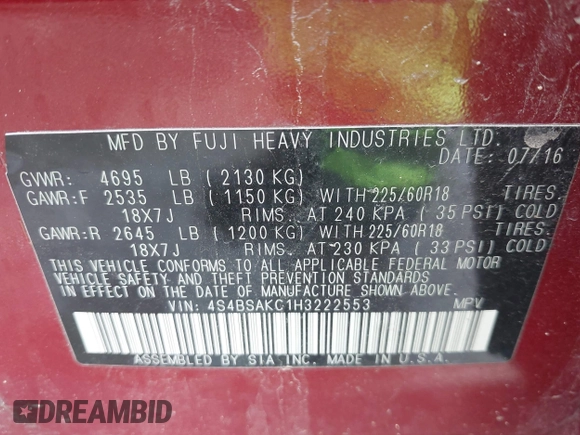 MFD BY FUJI HEAVY INDUSTRIES LTD.
DATE: 07/16
GVWR: 4695 LB (2130 KG)
GAWR:F 2535 LB (1150 KG) WITH 225/60R18 TIRES.
18X7J RIMS. AT 240 KPA (35 PSI) COLD
GAWR:R 2645 LB (1200 KG) WITH 225/60R18 TIRES.
18X7J RIMS. AT 230 KPA (33 PSI) COLD
THIS VEHICLE CONFORMS TO ALL APPLICABLE FEDERAL MOTOR
VEHICLE SAFETY AND THEFT PREVENTION STANDARDS
IN EFFECT ON THE DATE OF MANUFACTURE SHOWN ABOVE.
VIN: 4S4BSAKC1H3222553 MPV
ASSEMBLED BY SIA INC. MADE IN U.S.A.
DREAMBID